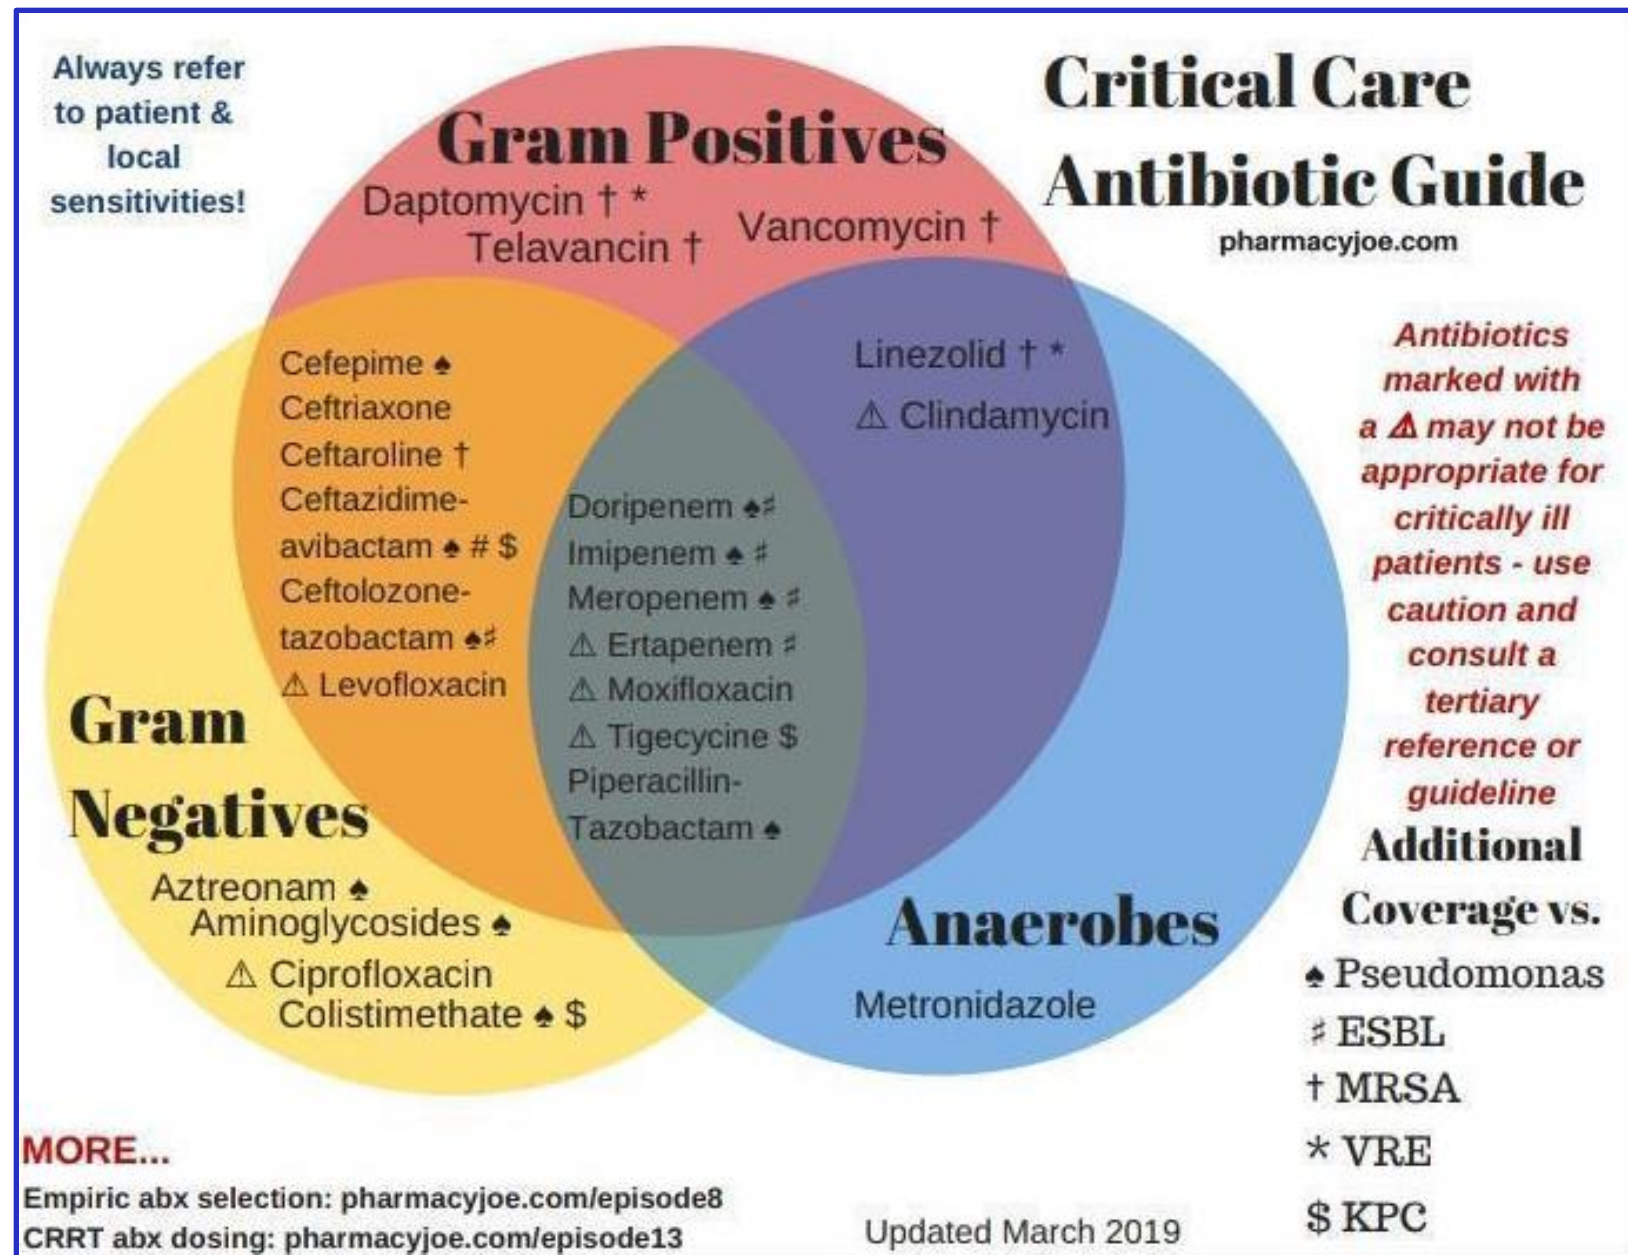 Always refer
to patient &
local
sensitivities!
Critical Care
Antibiotic Guide
pharmacyjoe.com
Gram Positives
Daptomycin † *
Telavancin †
Vancomycin †
Cefepime ♠
Ceftriaxone
Ceftaroline †
Ceftazidime-
avibactam ♠ # $
Ceftolozone-
tazobactam ♠♯
⚠ Levofloxacin
Linezolid † *
⚠ Clindamycin
Doripenem ♠♯
Imipenem ♠ ♯
Meropenem ♠ ♯
⚠ Ertapenem ♯
⚠ Moxifloxacin
⚠ Tigecycine $
Piperacillin-
Tazobactam ♠
Gram
Negatives
Aztreonam ♠
Aminoglycosides ♠
⚠ Ciprofloxacin
Colistimethate ♠ $
Anaerobes
Metronidazole
Antibiotics
marked with
a ⚠ may not be
appropriate for
critically ill
patients - use
caution and
consult a
tertiary
reference or
guideline
Additional
Coverage vs.
♠ Pseudomonas
♯ ESBL
† MRSA
* VRE
$ KPC
MORE...
Empiric abx selection: pharmacyjoe.com/episode8
CRRT abx dosing: pharmacyjoe.com/episode13
Updated March 2019